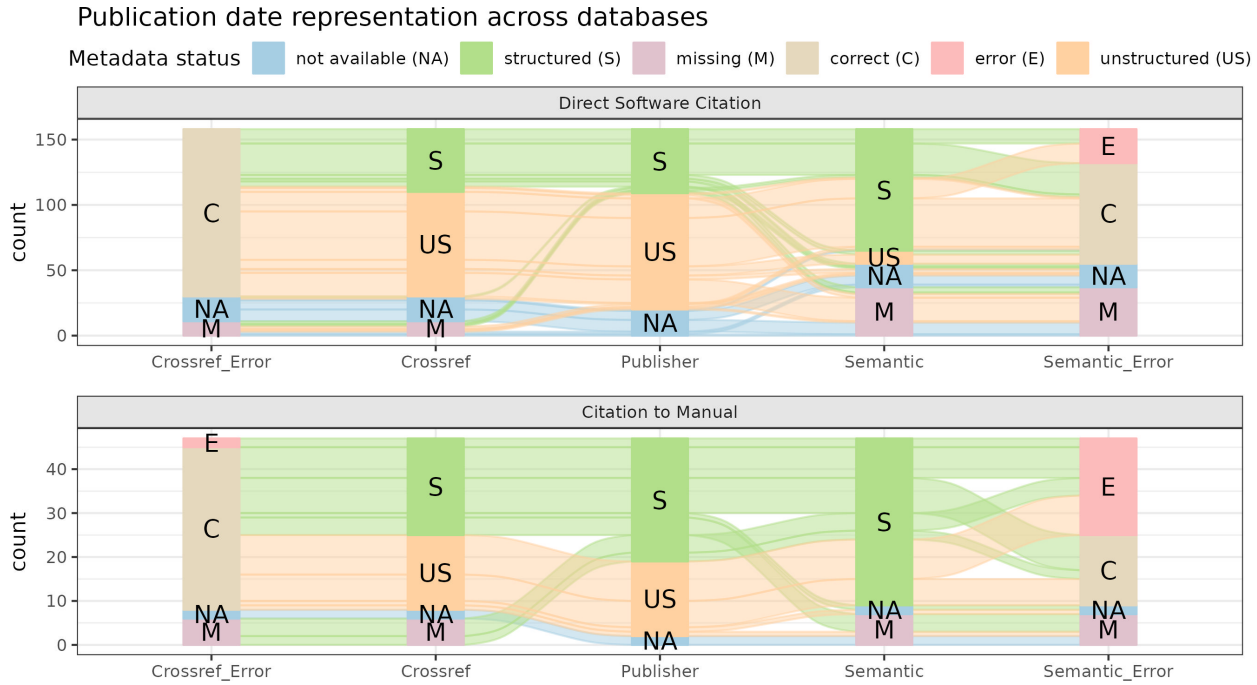 Publication date representation across databases
Metadata status not available (NA) structured (S) missing (M) correct (C) error (E) unstructured (US)
Direct Software Citation
count
150
100
50
0
C
NA
M
S
US
NA
M
S
US
NA
S
US
NA
M
E
C
NA
M
Crossref_Error Crossref Publisher Semantic Semantic_Error
Citation to Manual
count
40
30
20
10
0
E
C
NA
M
S
US
NA
M
S
US
NA
S
NA
M
E
C
NA
M
Crossref_Error Crossref Publisher Semantic Semantic_Error